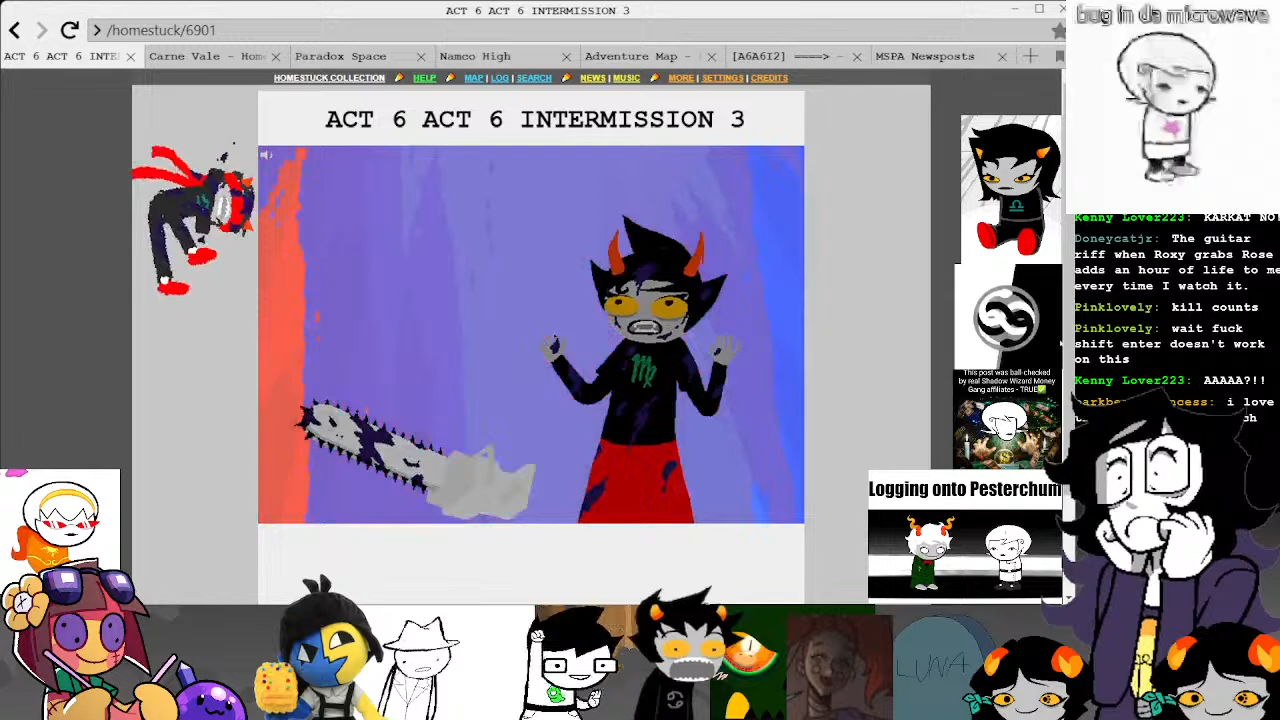 ACT 6 ACT 6 INTERMISSION 3
/homestuck/6901
ACT 6 ACT 6 INTE
Carne Vale - Hom
Paradox Space
Namco High
Adventure Map -
[A6A6I2] ====> -
MSPA Newsposts
HOMESTUCK COLLECTION HELP MAP | LOG | SEARCH NEWS | MUSIC MORE | SETTINGS | CREDITS
ACT 6 ACT 6 INTERMISSION 3
bug in da microwave
Kenny Lover223: KARKAT NO
Doneycatjr: The guitar
riff when Roxy grabs Rose
adds an hour of life to me
every time I watch it.
Pinklovely: kill counts
Pinklovely: wait fuck
shift enter doesn't work
on this
Kenny Lover223: AAAAA?!!
i love
This post was ball-checked
by real Shadow Wizard Money
Gang affiliates - TRUE✅
Logging onto Pesterchum
LUNA